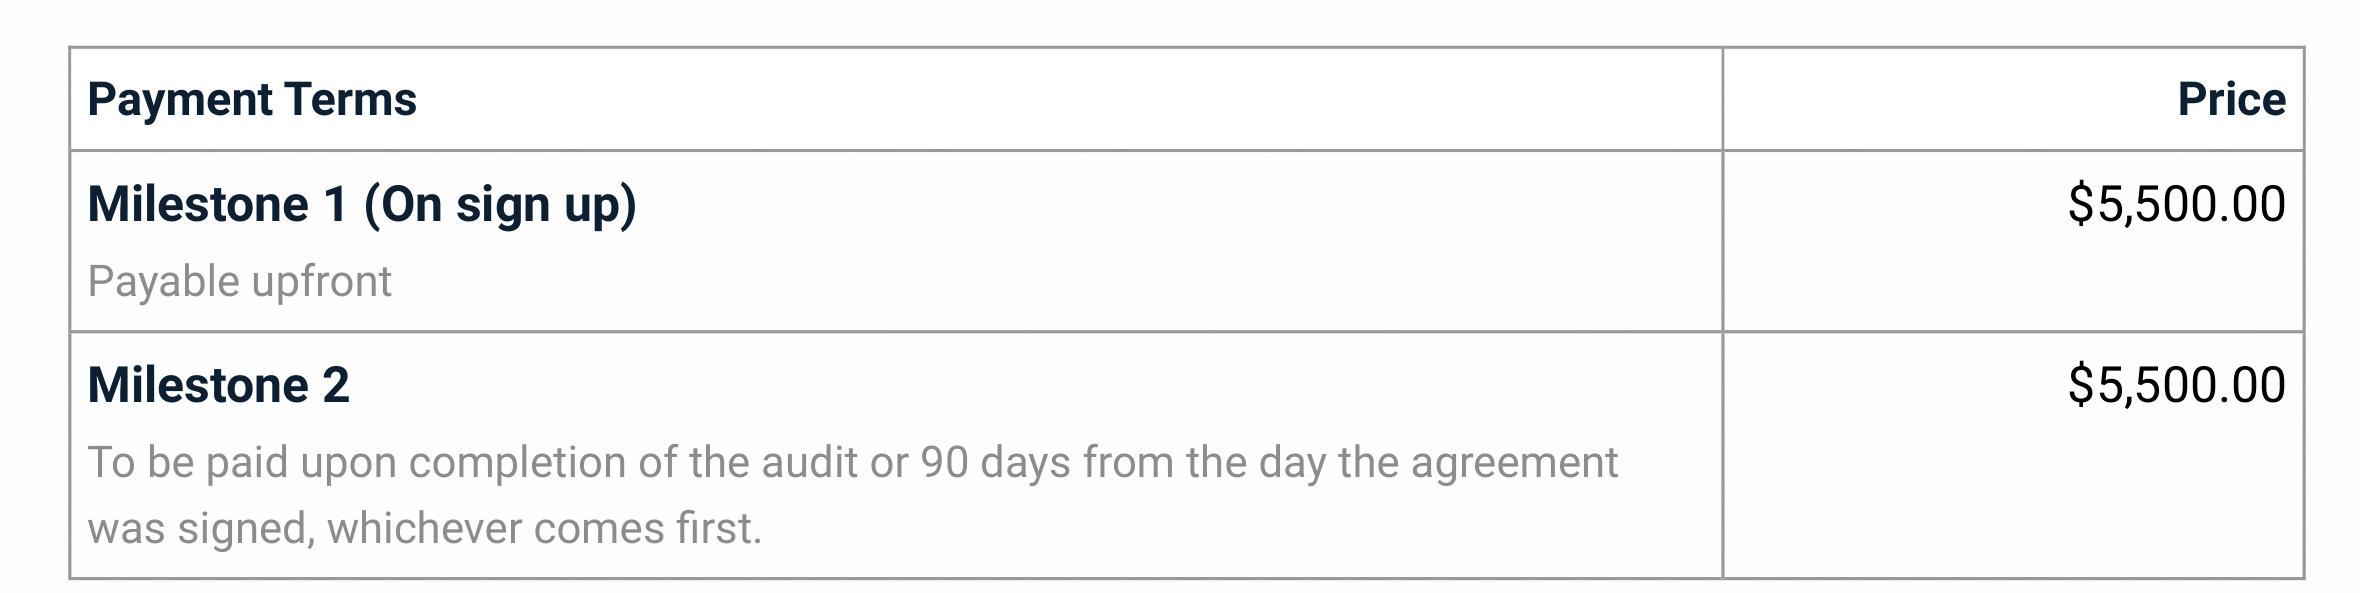 Payment Terms Price
Milestone 1 (On sign up) $5,500.00
Payable upfront
Milestone 2 $5,500.00
To be paid upon completion of the audit or 90 days from the day the agreement
was signed, whichever comes first.